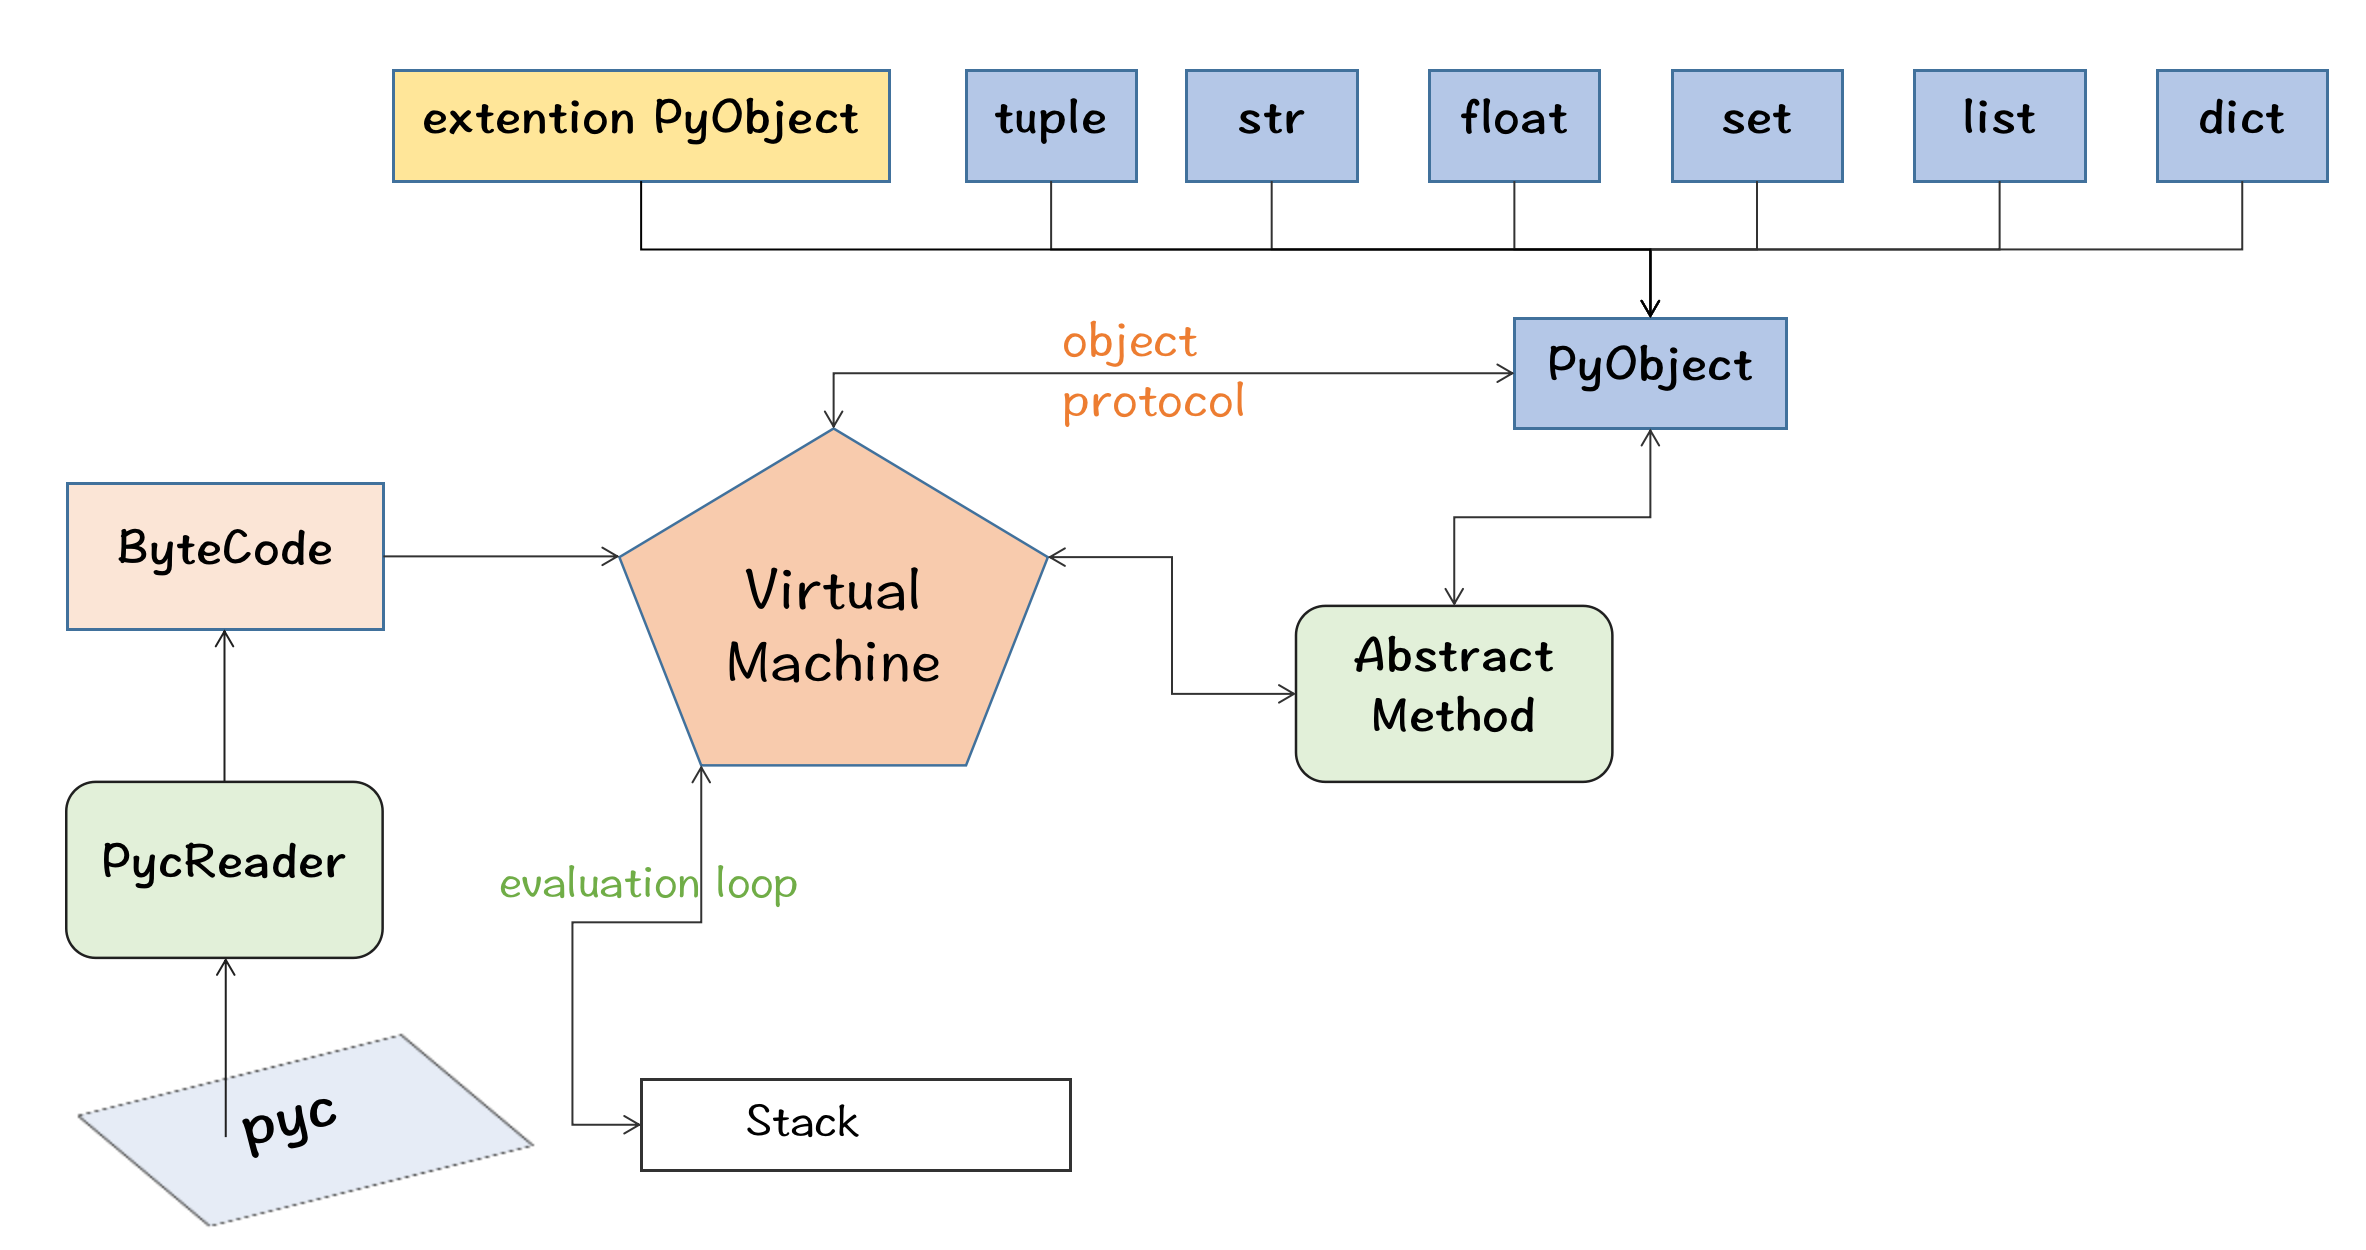 extention PyObject
tuple
str
float
set
list
dict
object
protocol
PyObject
ByteCode
Virtual
Machine
Abstract
Method
PycReader
evaluation loop
pyc
Stack